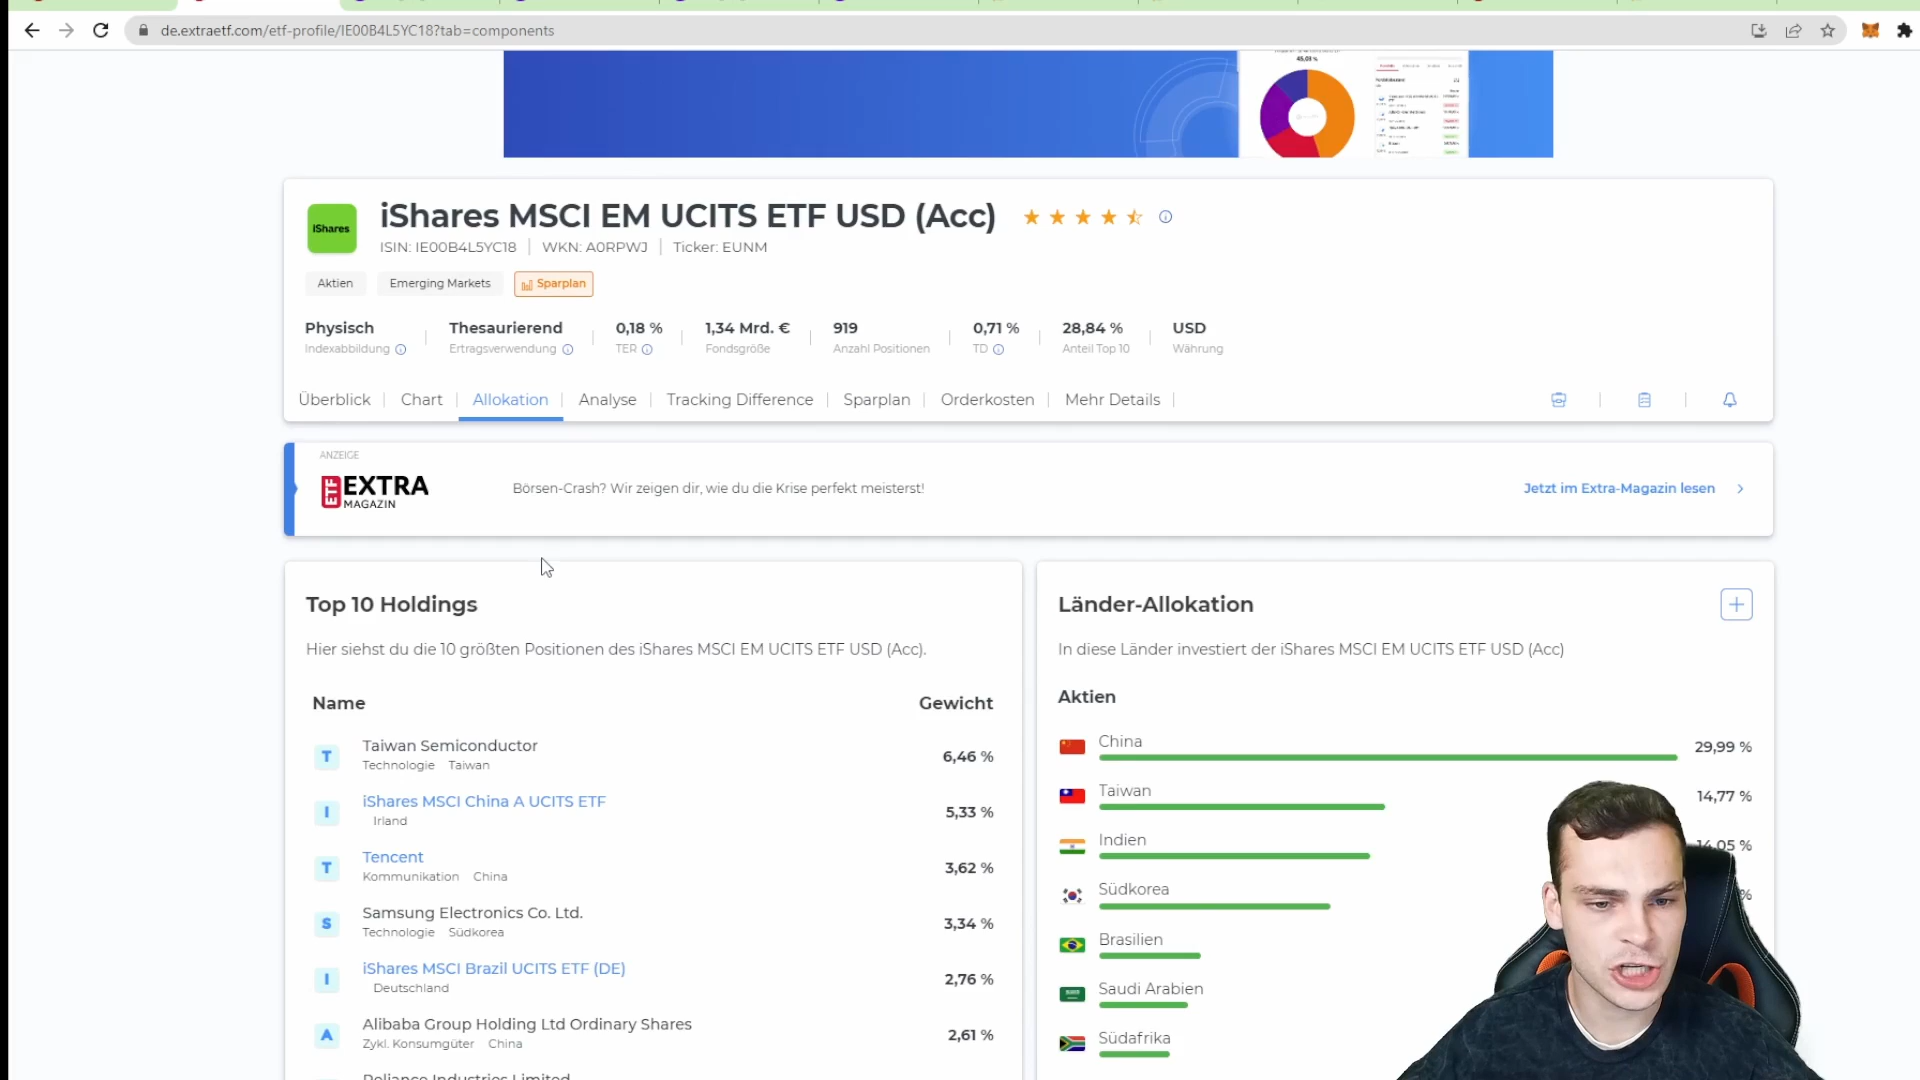 de.extraetf.com/etf-profile/IE00B4L5YC18?tab=components
45,03 %
iShares
iShares MSCI EM UCITS ETF USD (Acc)
ISIN: IE00B4L5YC18 | WKN: A0RPWJ | Ticker: EUNM
Aktien Emerging Markets Sparplan
Physisch Thesaurierend 0,18 % 1,34 Mrd. € 919 0,71 % 28,84 % USD
Indexabbildung Ertragsverwendung TER Fondsgröße Anzahl Positionen TD Anteil Top 10 Währung
Überblick Chart Allokation Analyse Tracking Difference Sparplan Orderkosten Mehr Details
ANZEIGE
ETF EXTRA MAGAZIN
Börsen-Crash? Wir zeigen dir, wie du die Krise perfekt meisterst!
Jetzt im Extra-Magazin lesen
Top 10 Holdings
Hier siehst du die 10 größten Positionen des iShares MSCI EM UCITS ETF USD (Acc).
Name Gewicht
T Taiwan Semiconductor 6,46 %
Technologie Taiwan
I iShares MSCI China A UCITS ETF 5,33 %
Irland
T Tencent 3,62 %
Kommunikation China
S Samsung Electronics Co. Ltd. 3,34 %
Technologie Südkorea
I iShares MSCI Brazil UCITS ETF (DE) 2,76 %
Deutschland
A Alibaba Group Holding Ltd Ordinary Shares 2,61 %
Zykl. Konsumgüter China
Reliance Industries Limited
Länder-Allokation
In diese Länder investiert der iShares MSCI EM UCITS ETF USD (Acc)
Aktien
China 29,99 %
Taiwan 14,77 %
Indien 14,05 %
Südkorea %
Brasilien
Saudi Arabien
Südafrika